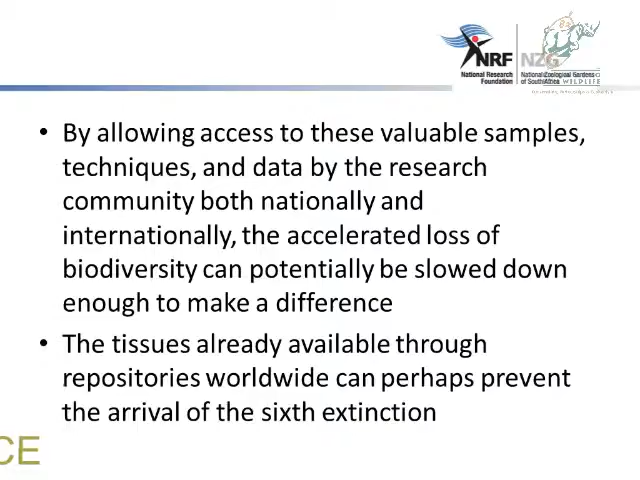 NRF
NZG
National Research
Foundation
National Zoological Gardens
of South Africa
WILDLIFE
• By allowing access to these valuable samples,
techniques, and data by the research
community both nationally and
internationally, the accelerated loss of
biodiversity can potentially be slowed down
enough to make a difference
• The tissues already available through
repositories worldwide can perhaps prevent
the arrival of the sixth extinction
CE